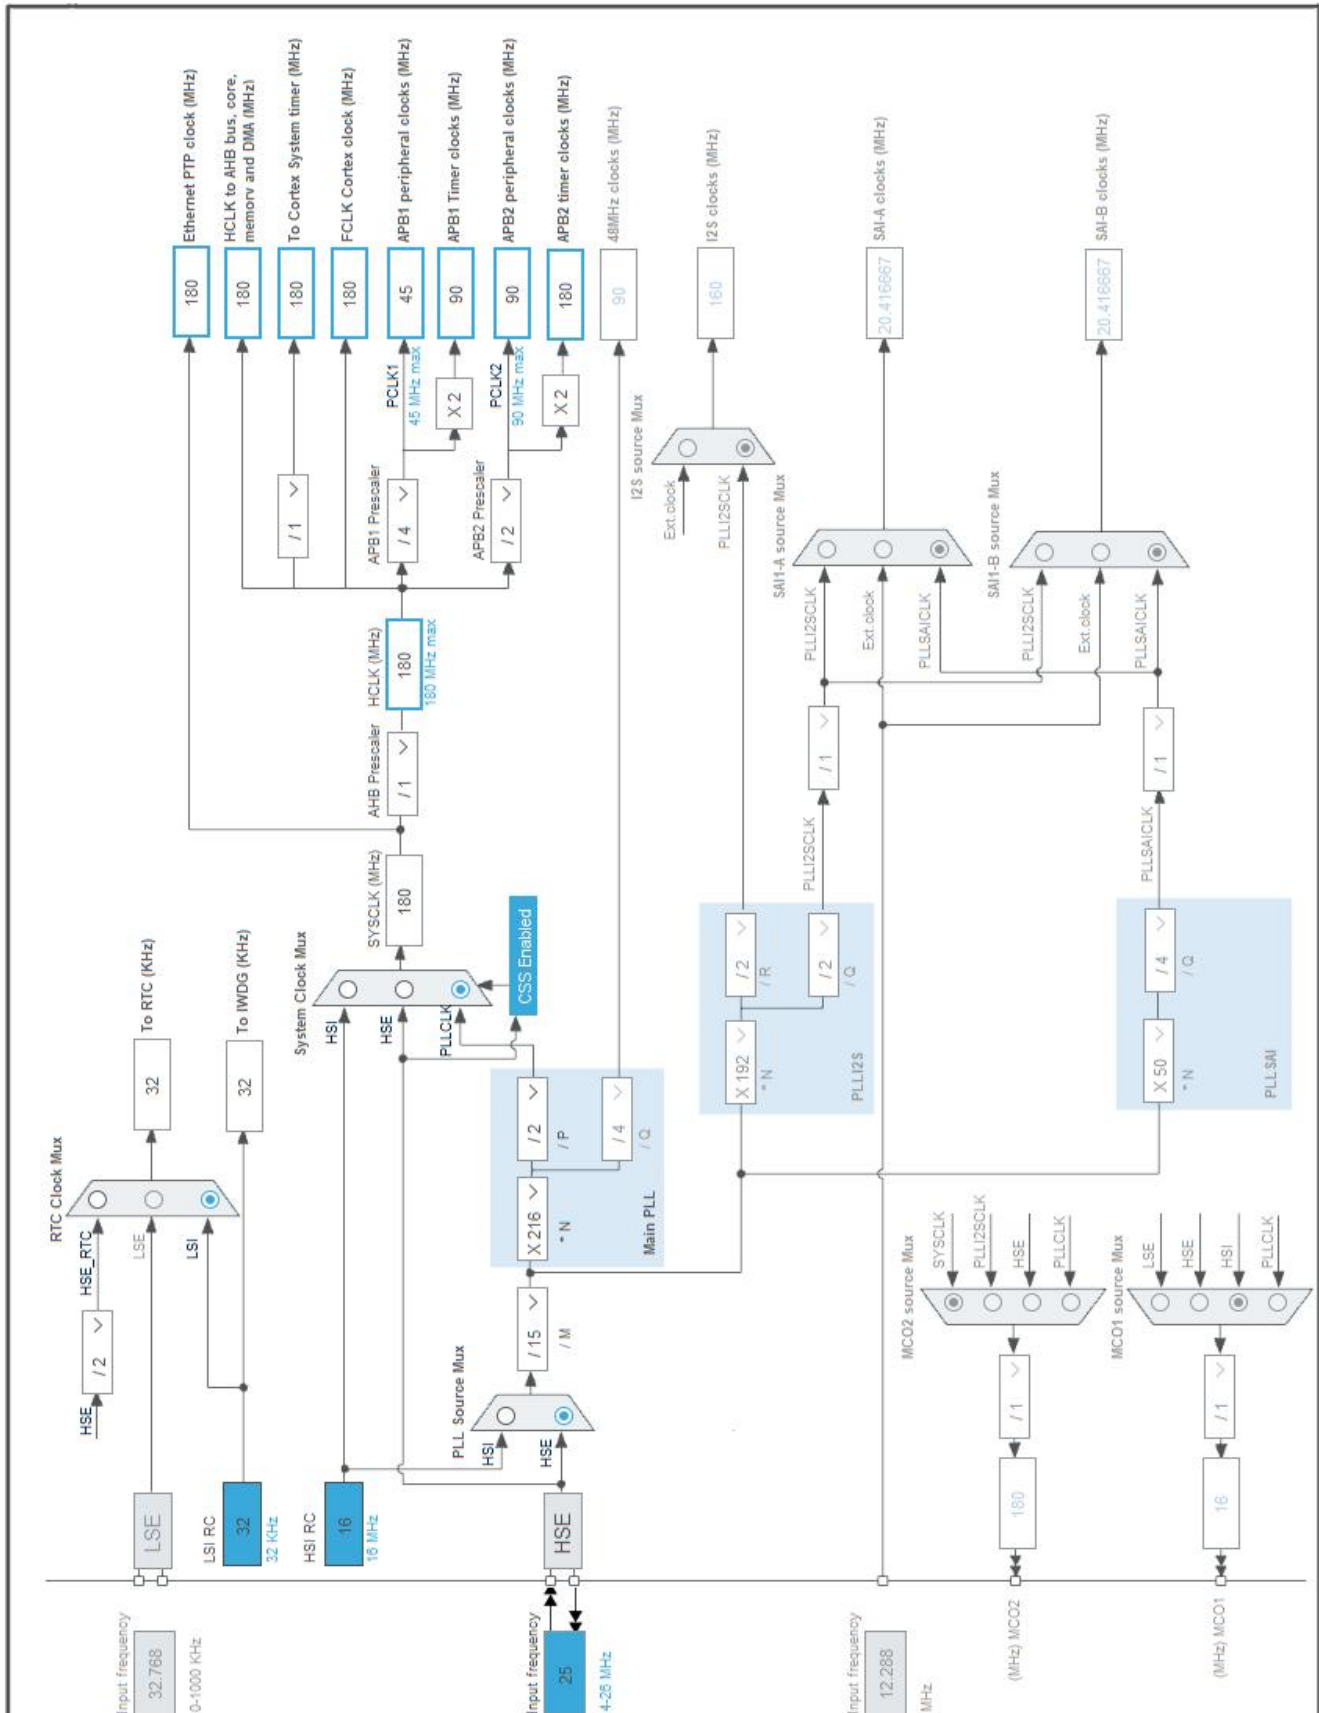 Input frequency
32.768
0-1000 KHz
LSE
HSE
/ 2
HSE_RTC
LSE
LSI
RTC Clock Mux
32
To RTC (KHz)
LSI RC
32
32 KHz
32
To IWDG (KHz)
HSI RC
16
16 MHz
Input frequency
25
4-26 MHz
HSE
PLL Source Mux
HSI
HSE
/ 15
/ M
X 216
* N
/ 2
/ P
/ 4
/ Q
Main PLL
System Clock Mux
HSI
HSE
PLLCLK
CSS Enabled
SYSCLK (MHz)
180
AHB Prescaler
/ 1
HCLK (MHz)
180
180 MHz max
/ 1
APB1 Prescaler
/ 4
PCLK1
45 MHz max
X 2
APB2 Prescaler
/ 2
PCLK2
90 MHz max
X 2
180
Ethernet PTP clock (MHz)
180
HCLK to AHB bus, core,
memory and DMA (MHz)
180
To Cortex System timer (MHz)
180
FCLK Cortex clock (MHz)
45
APB1 peripheral clocks (MHz)
90
APB1 Timer clocks (MHz)
90
APB2 peripheral clocks (MHz)
180
APB2 timer clocks (MHz)
90
48MHz clocks (MHz)
X 192
* N
/ 2
/ R
/ 2
/ Q
PLLI2S
I2S source Mux
Ext.clock
PLLI2SCLK
160
I2S clocks (MHz)
PLLI2SCLK
/ 1
SAI1-A source Mux
PLLI2SCLK
Ext.clock
PLLSAICLK
20.416667
SAI-A clocks (MHz)
X 50
* N
/ 4
/ Q
PLLSAI
PLLSAICLK
/ 1
SAI1-B source Mux
PLLI2SCLK
Ext.clock
PLLSAICLK
20.416667
SAI-B clocks (MHz)
Input frequency
12.288
MHz
MCO2 source Mux
SYSCLK
PLLI2SCLK
HSE
PLLCLK
/ 1
180
(MHz) MCO2
MCO1 source Mux
LSE
HSE
HSI
PLLCLK
/ 1
16
(MHz) MCO1